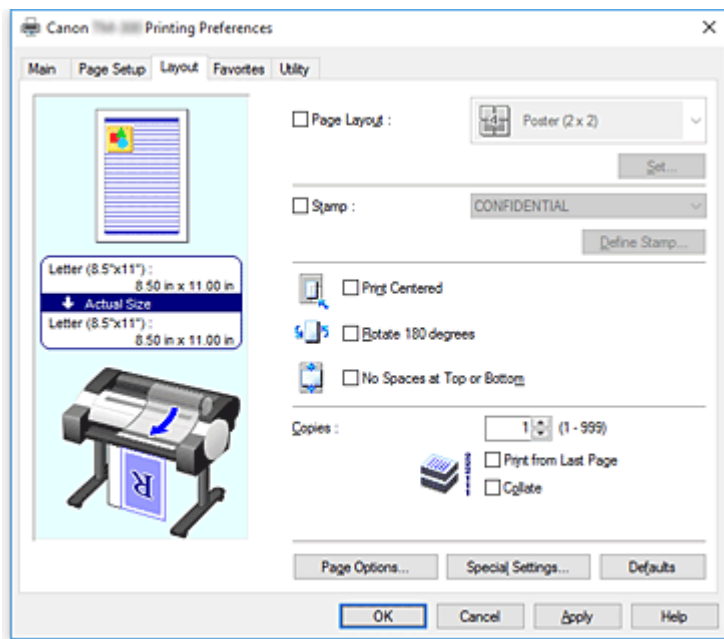 Canon Printing Preferences
Main Page Setup Layout Favorites Utility
Page Layout : Poster (2 x 2)
Set...
Stamp : CONFIDENTIAL
Define Stamp...
Letter (8.5"x11") :
8.50 in x 11.00 in
Actual Size
Letter (8.5"x11") :
8.50 in x 11.00 in
Print Centered
Rotate 180 degrees
No Spaces at Top or Bottom
R
Copies : 1 (1 - 999)
Print from Last Page
Collate
Page Options... Special Settings... Defaults
OK Cancel Apply Help